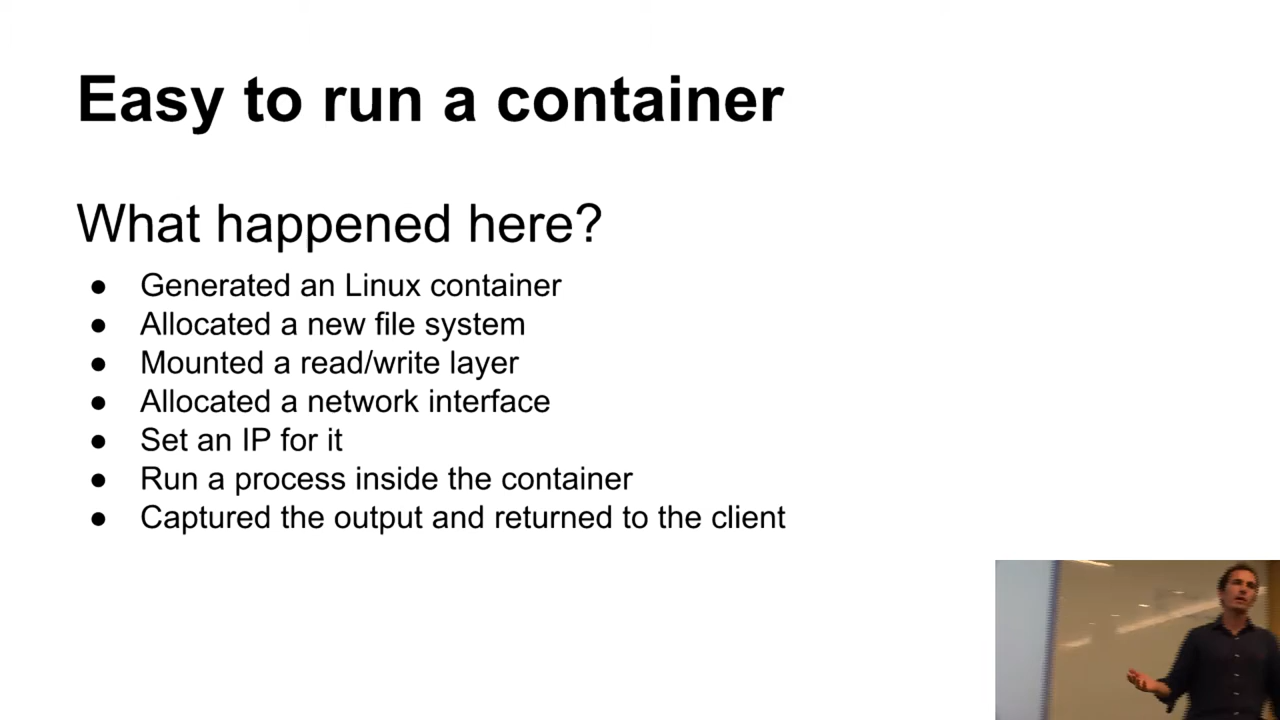 Easy to run a container
What happened here?
● Generated an Linux container
● Allocated a new file system
● Mounted a read/write layer
● Allocated a network interface
● Set an IP for it
● Run a process inside the container
● Captured the output and returned to the client